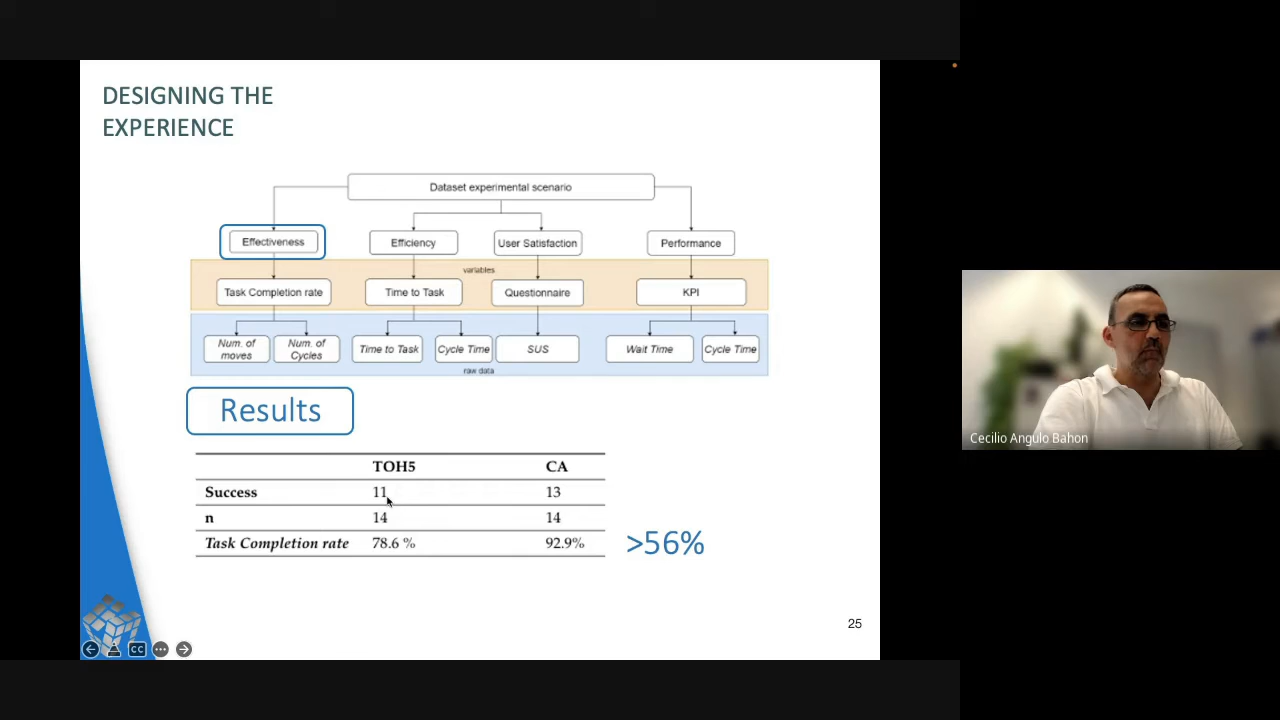 DESIGNING THE
EXPERIENCE
Dataset experimental scenario
Effectiveness
Efficiency
User Satisfaction
Performance
variables
Task Completion rate
Time to Task
Questionnaire
KPI
Num. of
moves
Num. of
Cycles
Time to Task
Cycle Time
SUS
Wait Time
Cycle Time
raw data
Results
TOH5 CA
Success 11 13
n 14 14
Task Completion rate 78.6 % 92.9%
>56%
25
CC
Cecilio Angulo Bahon